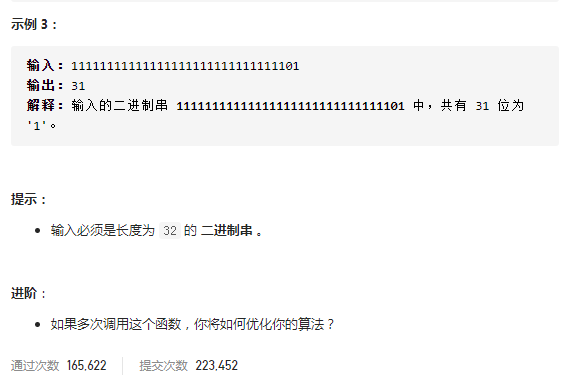 示例 3：
输入：11111111111111111111111111111101
输出：31
解释：输入的二进制串 11111111111111111111111111111101 中，共有 31 位为
'1'。
提示：
• 输入必须是长度为 32 的 二进制串 。
进阶：
• 如果多次调用这个函数，你将如何优化你的算法？
通过次数 165,622 提交次数 223,452